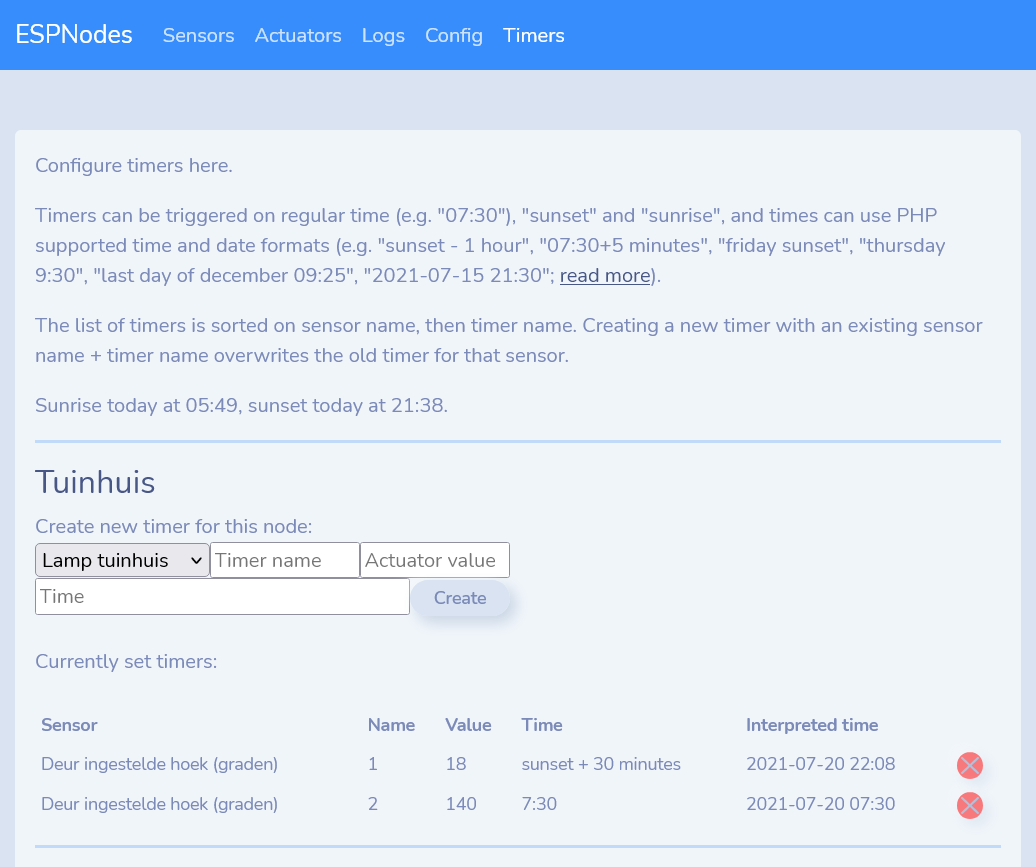 ESPNodes Sensors Actuators Logs Config Timers
Configure timers here.
Timers can be triggered on regular time (e.g. "07:30"), "sunset" and "sunrise", and times can use PHP
supported time and date formats (e.g. "sunset - 1 hour", "07:30+5 minutes", "friday sunset", "thursday
9:30", "last day of december 09:25", "2021-07-15 21:30"; read more).
The list of timers is sorted on sensor name, then timer name. Creating a new timer with an existing sensor
name + timer name overwrites the old timer for that sensor.
Sunrise today at 05:49, sunset today at 21:38.
Tuinhuis
Create new timer for this node:
Lamp tuinhuis Timer name Actuator value
Time Create
Currently set timers:
Sensor Name Value Time Interpreted time
Deur ingestelde hoek (graden) 1 18 sunset + 30 minutes 2021-07-20 22:08
Deur ingestelde hoek (graden) 2 140 7:30 2021-07-20 07:30